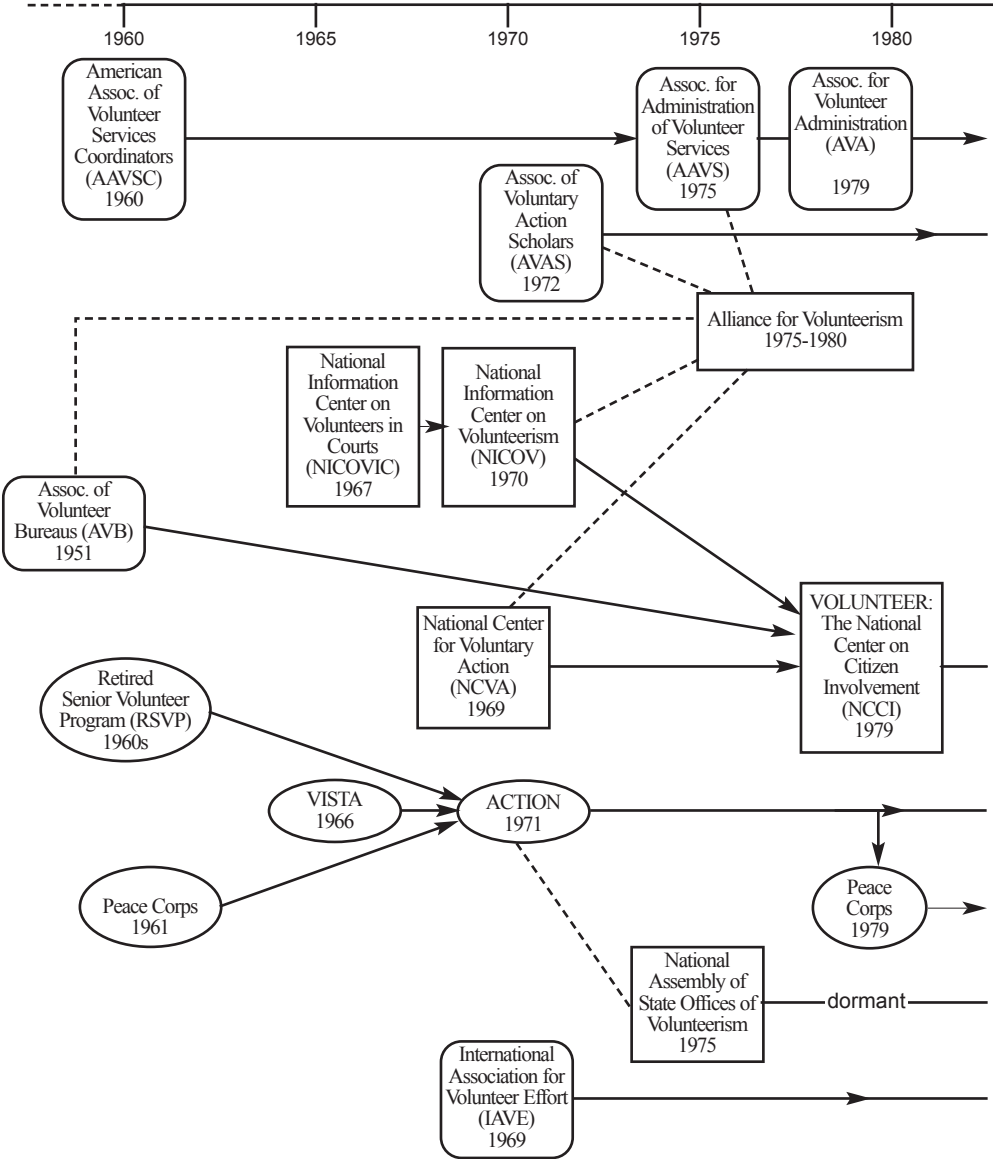 1960
1965
1970
1975
1980
American
Assoc. of
Volunteer
Services
Coordinators
(AAVSC)
1960
Assoc. for
Administration
of Volunteer
Services
(AAVS)
1975
Assoc. for
Volunteer
Administration
(AVA)
1979
Assoc. of
Voluntary
Action
Scholars
(AVAS)
1972
Alliance for Volunteerism
1975-1980
National
Information
Center on
Volunteers in
Courts
(NICOVIC)
1967
National
Information
Center on
Volunteerism
(NICOV)
1970
Assoc. of
Volunteer
Bureaus (AVB)
1951
National Center
for Voluntary
Action
(NCVA)
1969
VOLUNTEER:
The National
Center on
Citizen
Involvement
(NCCI)
1979
Retired
Senior Volunteer
Program (RSVP)
1960s
VISTA
1966
ACTION
1971
Peace Corps
1961
Peace
Corps
1979
National
Assembly of
State Offices of
Volunteerism
1975
dormant
International
Association for
Volunteer Effort
(IAVE)
1969